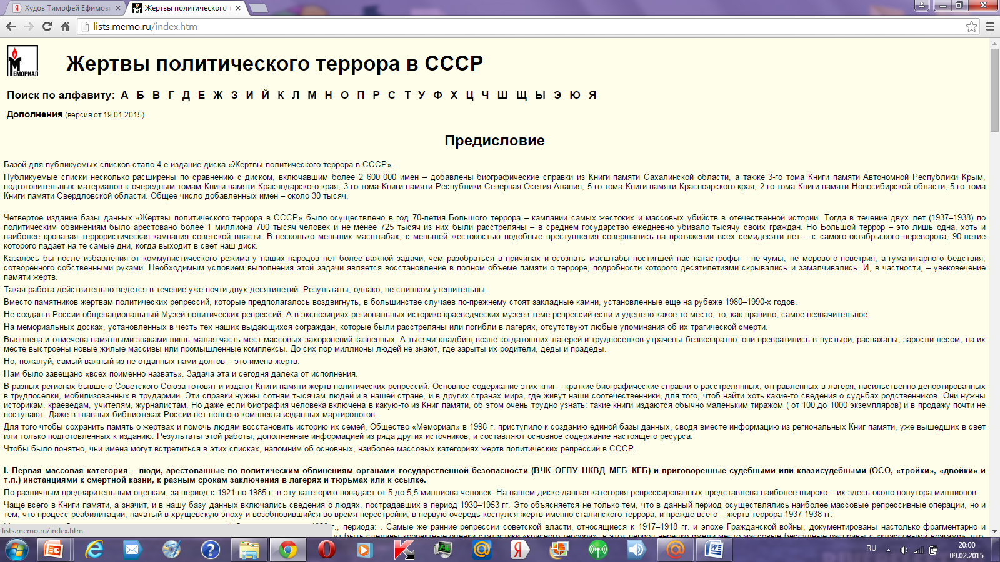 Худов Тимофей Ефимов
Жертвы политического т
lists.memo.ru/index.htm
МЕМОРИАЛ
Жертвы политического террора в СССР
Поиск по алфавиту: А Б В Г Д Е Ж З И Й К Л М Н О П Р С Т У Ф Х Ц Ч Ш Щ Ы Э Ю Я
Дополнения (версия от 19.01.2015)
Предисловие
Базой для публикуемых списков стало 4-е издание диска «Жертвы политического террора в СССР».
Публикуемые списки несколько расширены по сравнению с диском, включавшим более 2 600 000 имен – добавлены биографические справки из Книги памяти Сахалинской области, а также 3-го тома Книги памяти Автономной Республики Крым,
подготовительных материалов к очередным томам Книги памяти Краснодарского края, 3-го тома Книги памяти Республики Северная Осетия-Алания, 5-го тома Книги памяти Красноярского края, 2-го тома Книги памяти Новосибирской области, 5-го тома
Книги памяти Свердловской области. Общее число добавленных имен – около 30 тысяч.
Четвертое издание базы данных «Жертвы политического террора в СССР» было осуществлено в год 70-летия Большого террора – кампании самых жестоких и массовых убийств в отечественной истории. Тогда в течение двух лет (1937–1938) по
политическим обвинениям было арестовано более 1 миллиона 700 тысяч человек и не менее 725 тысяч из них были расстреляны – в среднем государство ежедневно убивало тысячу своих граждан. Но Большой террор – это лишь одна, хоть и
наиболее кровавая террористическая кампания советской власти. В несколько меньших масштабах, с меньшей жестокостью подобные преступления совершались на протяжении всех семидесяти лет – с самого октябрьского переворота, 90-летие
которого падает на те самые дни, когда выходит в свет наш диск.
Казалось бы после избавления от коммунистического режима у наших народов нет более важной задачи, чем разобраться в причинах и осознать масштабы постигшей нас катастрофы – не чумы, не морового поветрия, а гуманитарного бедствия,
сотворенного собственными руками. Необходимым условием выполнения этой задачи является восстановление в полном объеме памяти о терроре, подробности которого десятилетиями скрывались и замалчивались. И, в частности, – увековечение
памяти жертв.
Такая работа действительно ведется в течение уже почти двух десятилетий. Результаты, однако, не слишком утешительны.
Вместо памятников жертвам политических репрессий, которые предполагалось воздвигнуть, в большинстве случаев по-прежнему стоят закладные камни, установленные еще на рубеже 1980–1990-х годов.
Не создан в России общенациональный Музей политических репрессий. А в экспозициях региональных историко-краеведческих музеев теме репрессий если и уделено какое-то место, то, как правило, самое незначительное.
На мемориальных досках, установленных в честь тех наших выдающихся сограждан, которые были расстреляны или погибли в лагерях, отсутствуют любые упоминания об их трагической смерти.
Выявлена и отмечена памятными знаками лишь малая часть мест массовых захоронений казненных. А тысячи кладбищ возле когдатошних лагерей и трудпоселков утрачены безвозвратно: они превратились в пустыри, распаханы, заросли лесом, на их
месте выстроены новые жилые массивы или промышленные комплексы. До сих пор миллионы людей не знают, где зарыты их родители, деды и прадеды.
Но, пожалуй, самый важный из не отданных нами долгов – это имена жертв.
Нам было завещано «всех поименно назвать». Задача эта и сегодня далека от исполнения.
В разных регионах бывшего Советского Союза готовят и издают Книги памяти жертв политических репрессий. Основное содержание этих книг – краткие биографические справки о расстрелянных, отправленных в лагеря, насильственно депортированных
в трудпоселки, мобилизованных в трудармии. Эти справки нужны сотням тысячам людей и в нашей стране, и в других странах мира, где живут наши соотечественники, для того, чтоб найти хоть какие-то сведения о судьбах родственников. Они нужны
историкам, краеведам, учителям, журналистам. Но даже если биография человека включена в какую-то из Книг памяти, об этом очень трудно узнать: такие книги издаются обычно маленьким тиражом ( от 100 до 1000 экземпляров) и в продажу почти не
поступают. Даже в главных библиотеках России нет полного комплекта изданных мартирологов.
Для того чтобы сохранить память о жертвах и помочь людям восстановить историю их семей, Общество «Мемориал» в 1998 г. приступило к созданию единой базы данных, сводя вместе информацию из региональных Книг памяти, уже вышедших в свет
или только подготовленных к изданию. Результаты этой работы, дополненные информацией из ряда других источников, и составляют основное содержание настоящего ресурса.
Чтобы было понятно, чьи имена могут встретиться в этих списках, напомним об основных, наиболее массовых категориях жертв политических репрессий в СССР.
I. Первая массовая категория – люди, арестованные по политическим обвинениям органами государственной безопасности (ВЧК–ОГПУ–НКВД–МГБ–КГБ) и приговоренные судебными или квазисудебными (ОСО, «тройки», «двойки» и
т.п.) инстанциями к смертной казни, к разным срокам заключения в лагерях и тюрьмах или к ссылке.
По различным предварительным оценкам, за период с 1921 по 1985 г. в эту категорию попадает от 5 до 5,5 миллиона человек. На нашем диске данная категория репрессированных представлена наиболее широко – их здесь около полутора миллионов.
Чаще всего в Книги памяти, а значит, и в нашу базу данных включались сведения о людях, пострадавших в период 1930–1953 гг. Это объясняется не только тем, что в данный период осуществлялись наиболее массовые репрессивные операции, но и
тем, что процесс реабилитации, начатый в хрущевскую эпоху и возобновившийся во время перестройки, в первую очередь коснулся жертв именно сталинского террора, и прежде всего – жертв террора 1937-1938 гг.
г., периода: . Самые же ранние репрессии советской власти, относящиеся к 1917–1918 гг. и эпохе Гражданской войны, документированы настолько фрагментарно и
быть сделаны корректные оценки статистики «красного террора»: в этот период нередко имели место массовые бессудные расправы с «классовыми врагами», что,
lists.memo.ru/index.htm
RU
20:00
09.02.2015